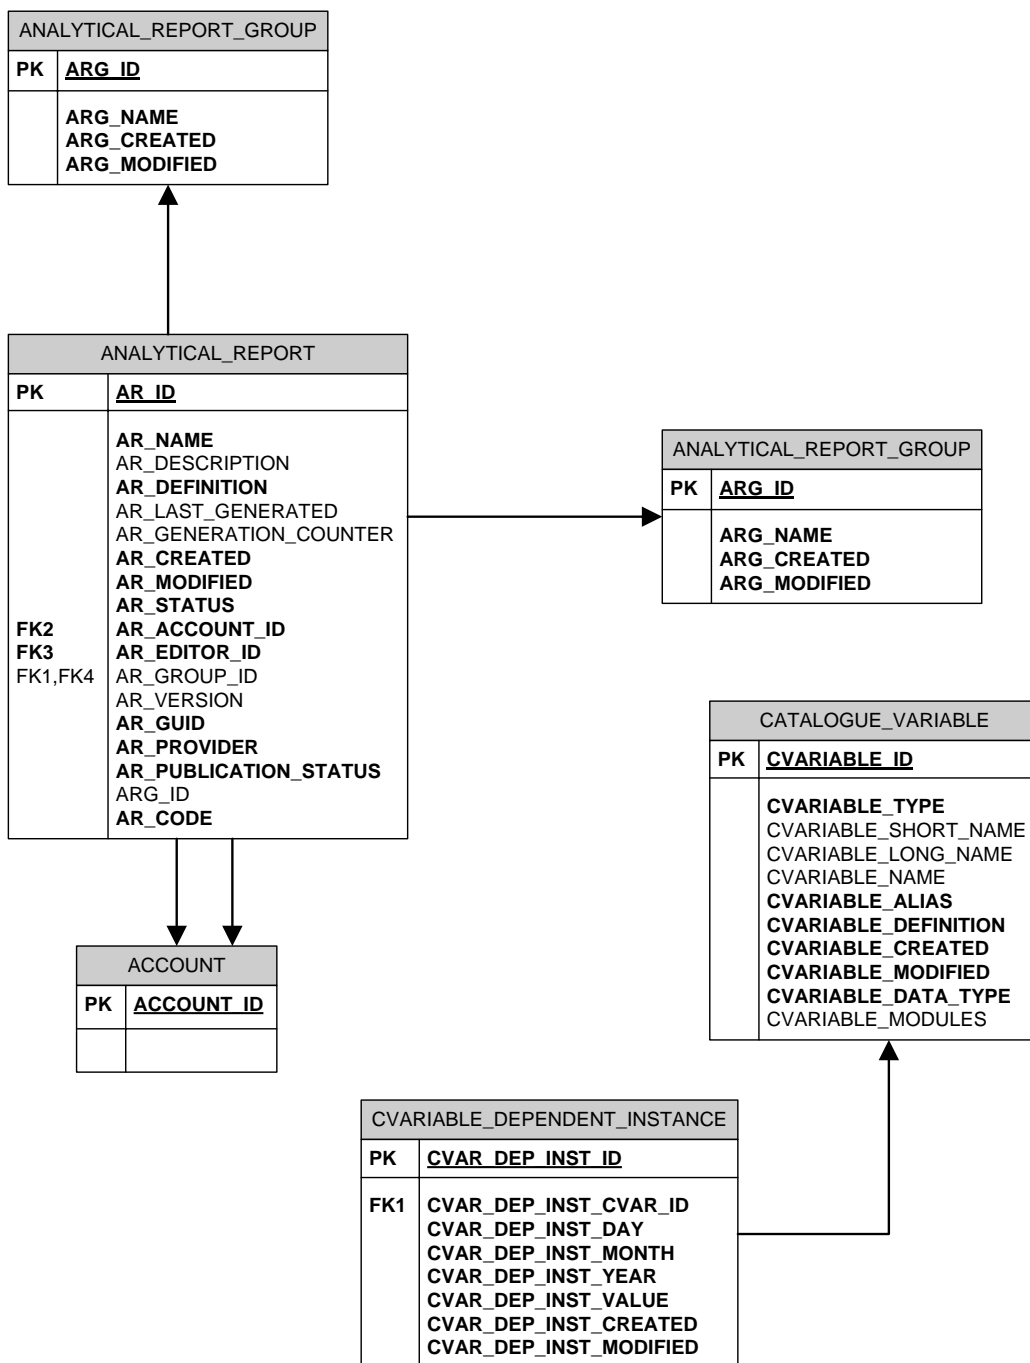 ANALYTICAL_REPORT_GROUP
PK ARG_ID
ARG_NAME
ARG_CREATED
ARG_MODIFIED
ANALYTICAL_REPORT
PK AR_ID
AR_NAME
AR_DESCRIPTION
AR_DEFINITION
AR_LAST_GENERATED
AR_GENERATION_COUNTER
AR_CREATED
AR_MODIFIED
AR_STATUS
FK2 AR_ACCOUNT_ID
FK3 AR_EDITOR_ID
FK1,FK4 AR_GROUP_ID
AR_VERSION
AR_GUID
AR_PROVIDER
AR_PUBLICATION_STATUS
ARG_ID
AR_CODE
ANALYTICAL_REPORT_GROUP
PK ARG_ID
ARG_NAME
ARG_CREATED
ARG_MODIFIED
CATALOGUE_VARIABLE
PK CVARIABLE_ID
CVARIABLE_TYPE
CVARIABLE_SHORT_NAME
CVARIABLE_LONG_NAME
CVARIABLE_NAME
CVARIABLE_ALIAS
CVARIABLE_DEFINITION
CVARIABLE_CREATED
CVARIABLE_MODIFIED
CVARIABLE_DATA_TYPE
CVARIABLE_MODULES
ACCOUNT
PK ACCOUNT_ID
CVARIABLE_DEPENDENT_INSTANCE
PK CVAR_DEP_INST_ID
FK1 CVAR_DEP_INST_CVAR_ID
CVAR_DEP_INST_DAY
CVAR_DEP_INST_MONTH
CVAR_DEP_INST_YEAR
CVAR_DEP_INST_VALUE
CVAR_DEP_INST_CREATED
CVAR_DEP_INST_MODIFIED